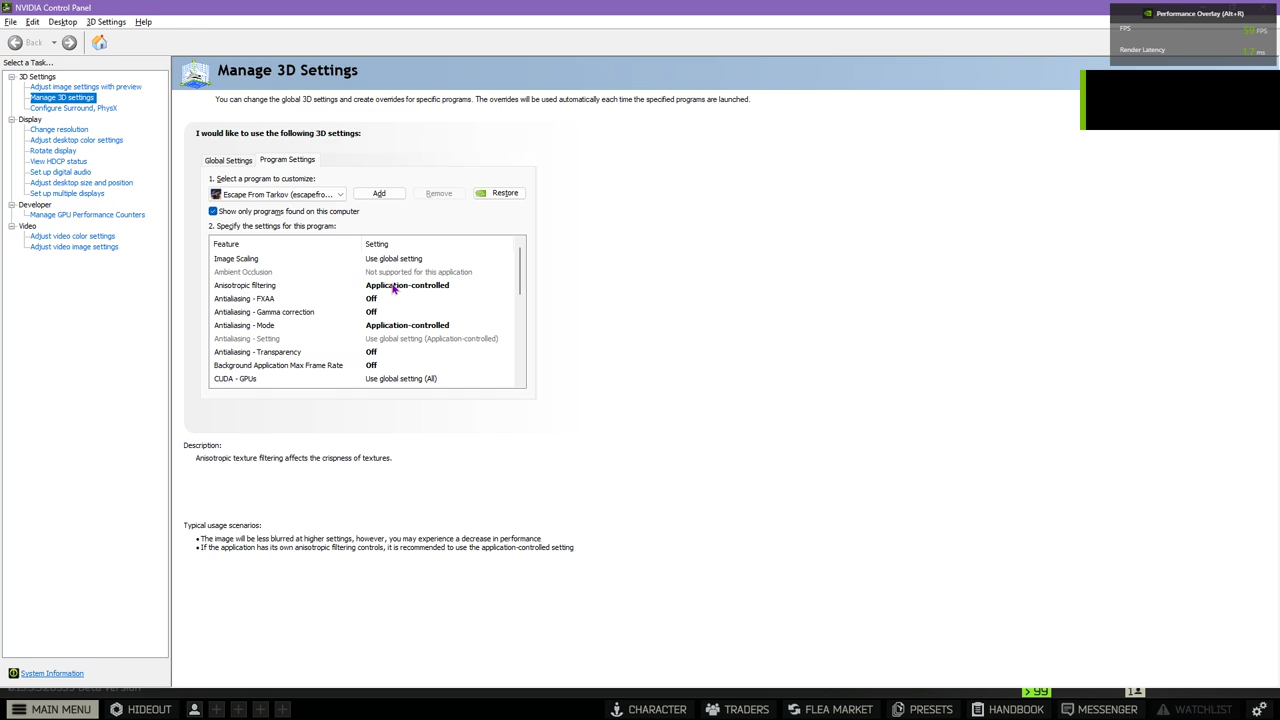 NVIDIA Control Panel
File Edit Desktop 3D Settings Help
Back
Performance Overlay (Alt+R)
FPS 59 FPS
Render Latency ms
Select a Task...
3D Settings
Adjust image settings with preview
Manage 3D settings
Configure Surround, PhysX
Display
Change resolution
Adjust desktop color settings
Rotate display
View HDCP status
Set up digital audio
Adjust desktop size and position
Set up multiple displays
Developer
Manage GPU Performance Counters
Video
Adjust video color settings
Adjust video image settings
System Information
Manage 3D Settings
You can change the global 3D settings and create overrides for specific programs. The overrides will be used automatically each time the specified programs are launched.
I would like to use the following 3D settings:
Global Settings Program Settings
1. Select a program to customize:
Escape From Tarkov (escapefro... Add Remove Restore
Show only programs found on this computer
2. Specify the settings for this program:
Feature Setting
Image Scaling Use global setting
Ambient Occlusion Not supported for this application
Anisotropic filtering Application-controlled
Antialiasing - FXAA Off
Antialiasing - Gamma correction Off
Antialiasing - Mode Application-controlled
Antialiasing - Setting Use global setting (Application-controlled)
Antialiasing - Transparency Off
Background Application Max Frame Rate Off
CUDA - GPUs Use global setting (All)
Description:
Anisotropic texture filtering affects the crispness of textures.
Typical usage scenarios:
• The image will be less blurred at higher settings, however, you may experience a decrease in performance
• If the application has its own anisotropic filtering controls, it is recommended to use the application-controlled setting
Beta version
>99 1
MAIN MENU HIDEOUT CHARACTER TRADERS FLEA MARKET PRESETS HANDBOOK MESSENGER WATCHLIST